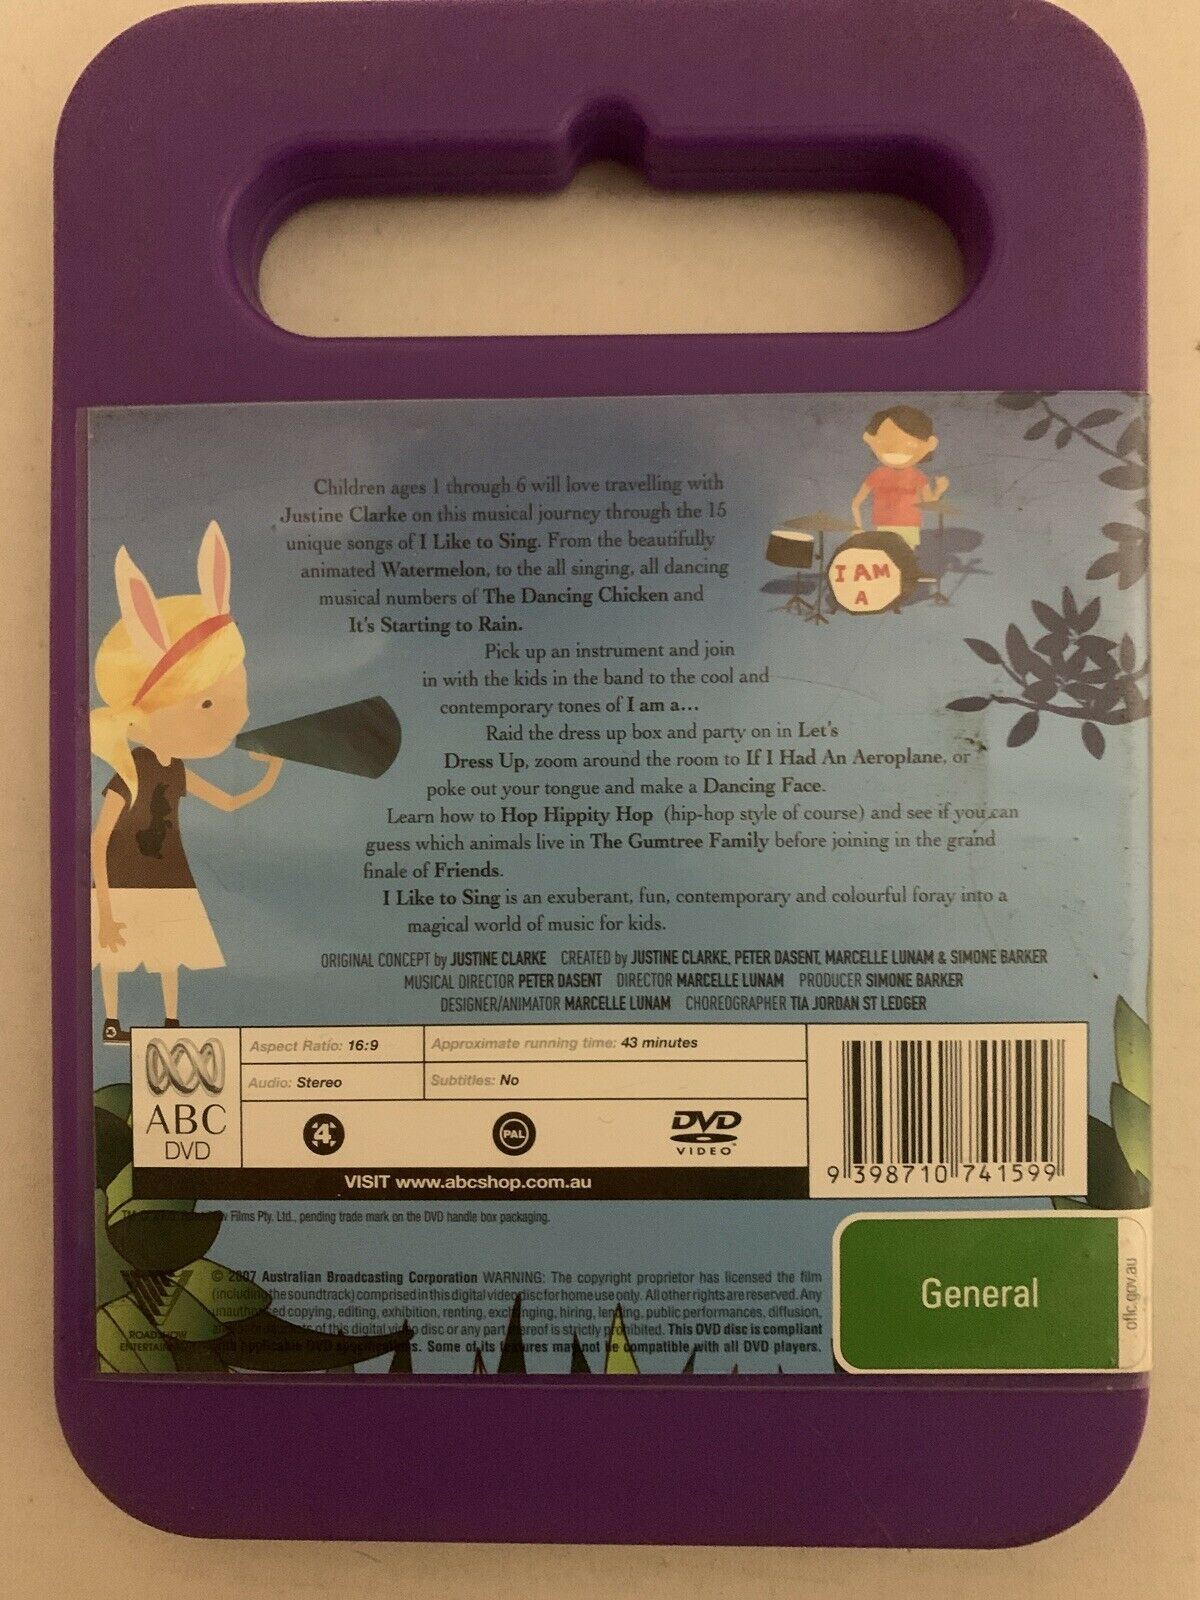 Children ages 1 through 6 will love travelling with
Justine Clarke on this musical journey through the 15
unique songs of I Like to Sing. From the beautifully
animated Watermelon, to the all singing, all dancing
musical numbers of The Dancing Chicken and
It's Starting to Rain.
I AM
A
Pick up an instrument and join
in with the kids in the band to the cool and
contemporary tones of I am a...
Raid the dress up box and party on in Let's
Dress Up, zoom around the room to If I Had An Aeroplane, or
poke out your tongue and make a Dancing Face.
Learn how to Hop Hippity Hop (hip-hop style of course) and see if you can
guess which animals live in The Gumtree Family before joining in the grand
finale of Friends.
I Like to Sing is an exuberant, fun, contemporary and colourful foray into a
magical world of music for kids.
ORIGINAL CONCEPT by JUSTINE CLARKE CREATED by JUSTINE CLARKE, PETER DASENT, MARCELLE LUNAM & SIMONE BARKER
MUSICAL DIRECTOR PETER DASENT DIRECTOR MARCELLE LUNAM PRODUCER SIMONE BARKER
DESIGNER/ANIMATOR MARCELLE LUNAM CHOREOGRAPHER TIA JORDAN ST LEDGER
ABC
DVD
Aspect Ratio: 16:9
Approximate running time: 43 minutes
Audio: Stereo
Subtitles: No
4
PAL
DVD
VIDEO
VISIT www.abcshop.com.au
9 398710 741599
Films Pty. Ltd., pending trade mark on the DVD handle box packaging.
General
oflc.gov.au
ROADSHOW
© 2007 Australian Broadcasting Corporation WARNING: The copyright proprietor has licensed the film
(including the soundtrack) comprised in this digital video disc for home use only. All other rights are reserved. Any
unauthorised copying, editing, exhibition, renting, exchanging, hiring, lending, public performances, diffusion,
of this digital video disc or any part thereof is strictly prohibited. This DVD disc is compliant
with applicable DVD specifications. Some of its features may not be compatible with all DVD players.